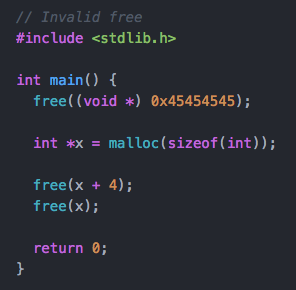 // Invalid free
#include <stdlib.h>

int main() {
  free((void *) 0x45454545);

  int *x = malloc(sizeof(int));

  free(x + 4);
  free(x);

  return 0;
}